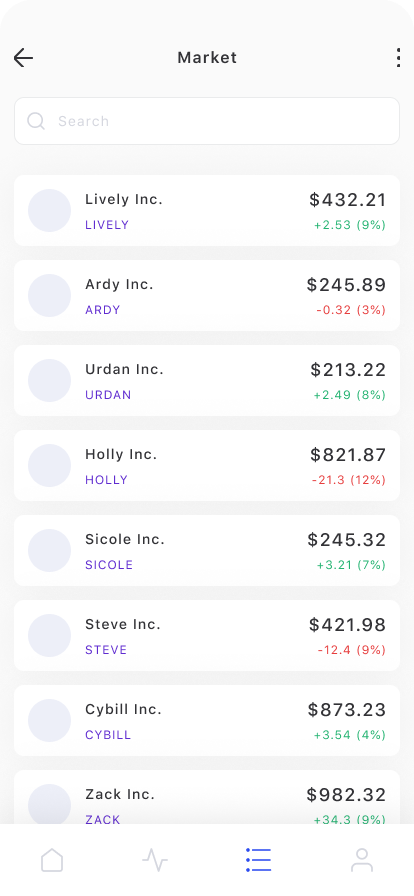 Market
Search
Lively Inc. $432.21
LIVELY +2.53 (9%)
Ardy Inc. $245.89
ARDY -0.32 (3%)
Urdan Inc. $213.22
URDAN +2.49 (8%)
Holly Inc. $821.87
HOLLY -21.3 (12%)
Sicole Inc. $245.32
SICOLE +3.21 (7%)
Steve Inc. $421.98
STEVE -12.4 (9%)
Cybill Inc. $873.23
CYBILL +3.54 (4%)
Zack Inc. $982.32
ZACK +34.3 (9%)